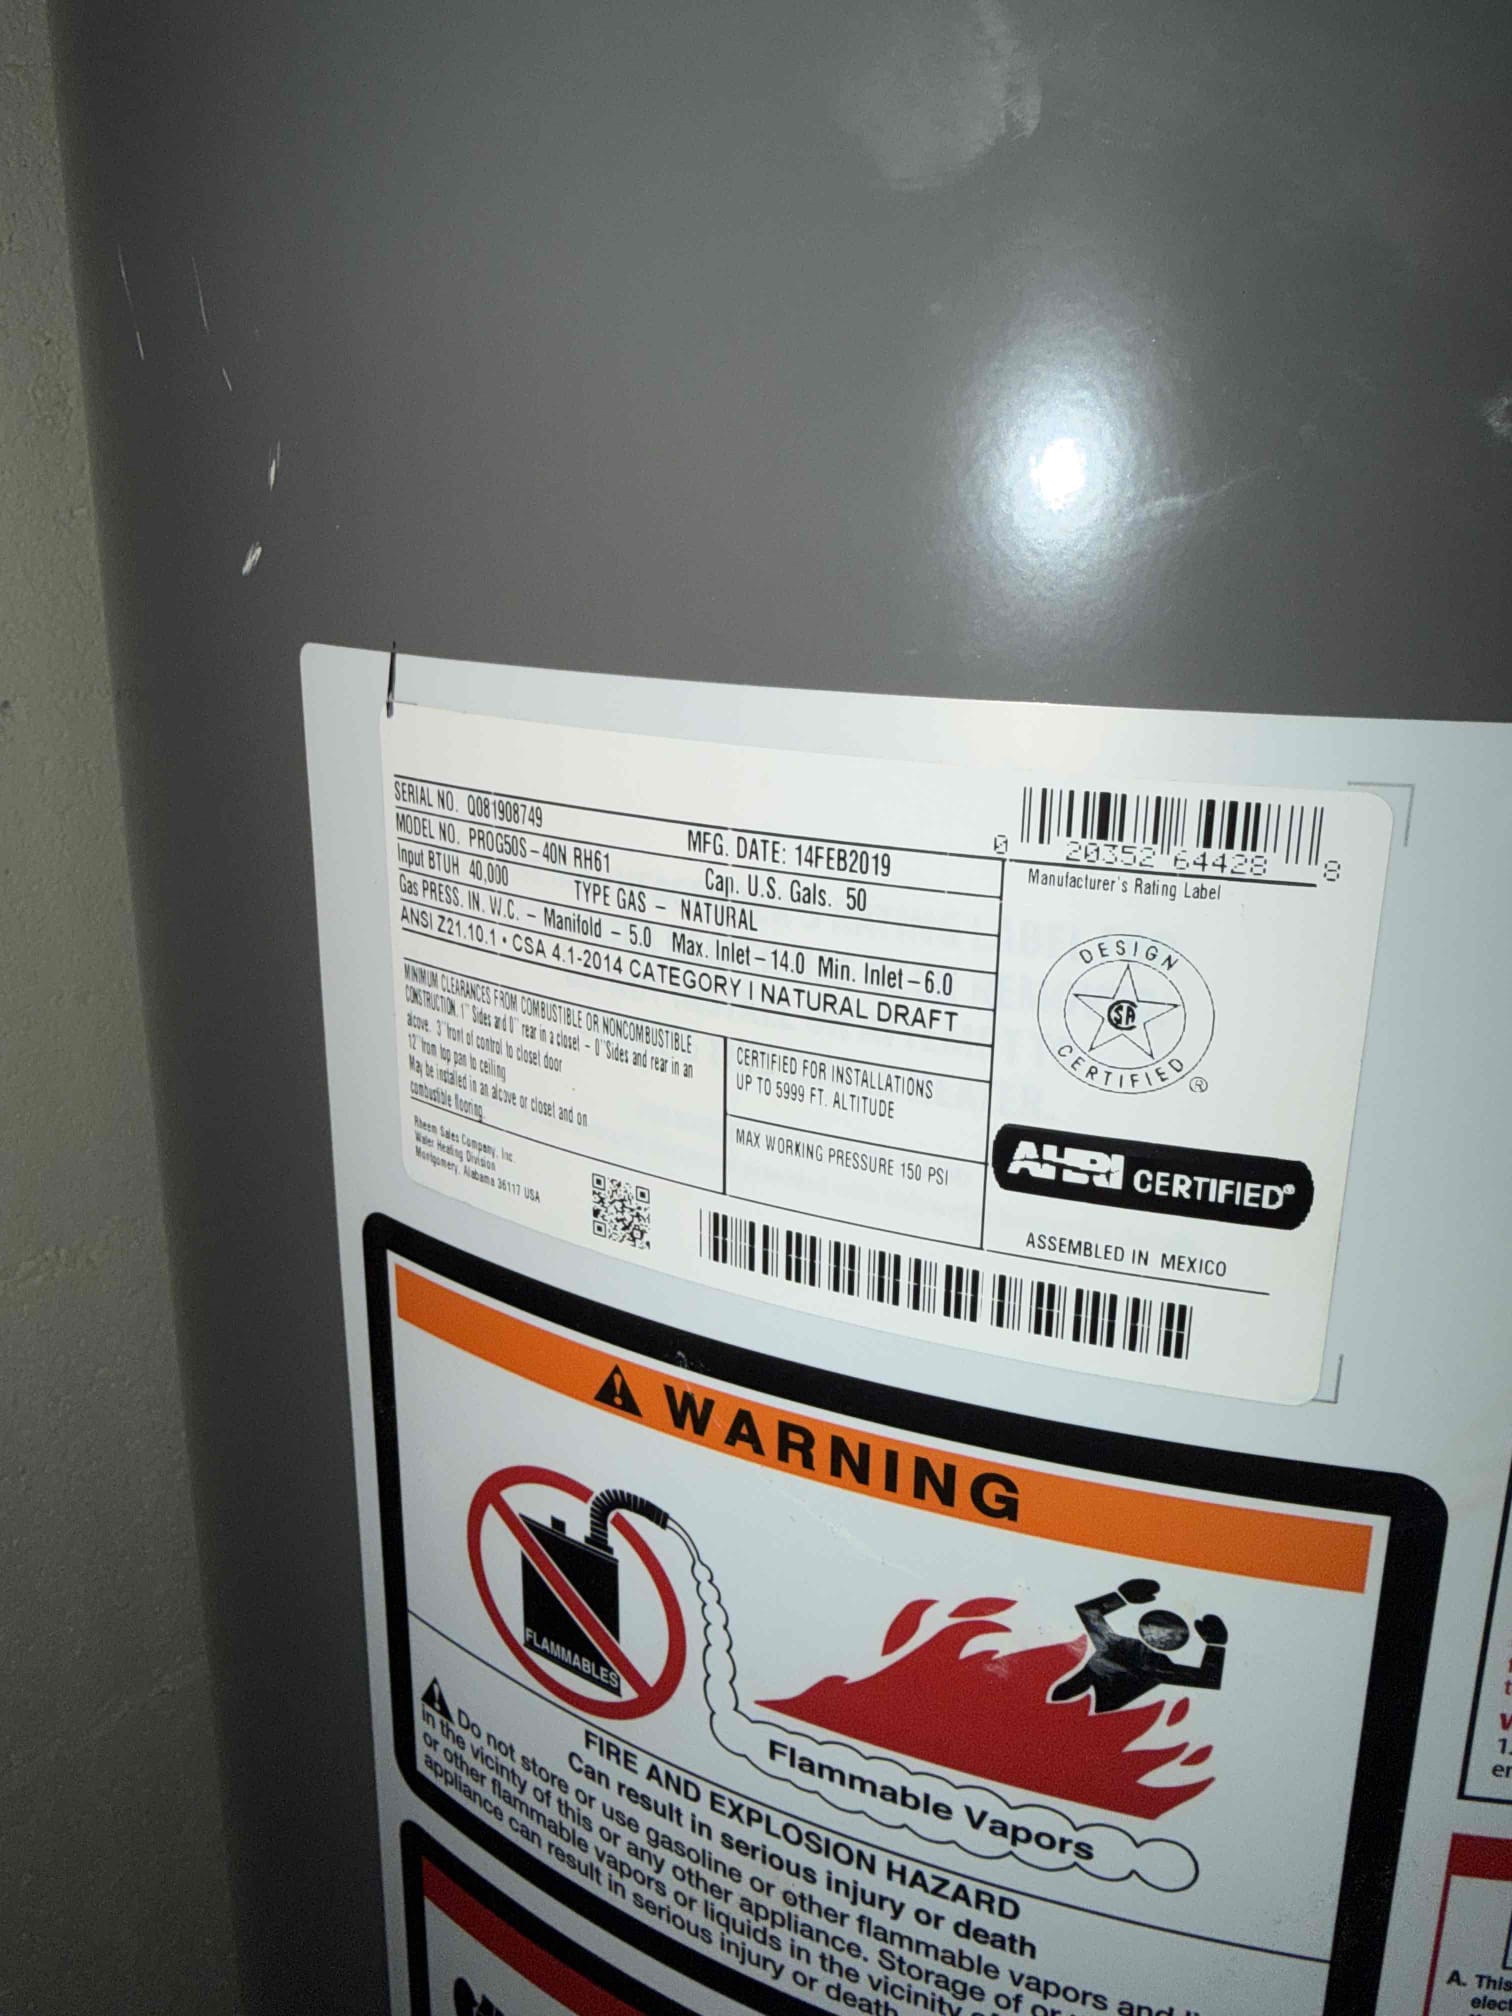 SERIAL NO. Q081908749 MFG. DATE: 14FEB2019
MODEL NO. PROG50S-40N RH61 Cap. U.S. Gals. 50
Input BTUH 40,000 TYPE GAS - NATURAL
Gas PRESS. IN. W.C. - Manifold - 5.0 Max. Inlet - 14.0 Min. Inlet - 6.0
ANSI Z21.10.1 • CSA 4.1-2014 CATEGORY I NATURAL DRAFT
MINIMUM CLEARANCES FROM COMBUSTIBLE OR NONCOMBUSTIBLE
CONSTRUCTION. 1" Sides and 0" rear in a closet - 0" Sides and rear in an
alcove. 3" front of control to closet door
12" from top pan to ceiling
May be installed in an alcove or closet and on
combustible flooring.
Rheem Sales Company, Inc.
Water Heating Division
Montgomery, Alabama 36117 USA
CERTIFIED FOR INSTALLATIONS
UP TO 5999 FT. ALTITUDE
MAX WORKING PRESSURE 150 PSI
0 20352 64428 8
Manufacturer's Rating Label
DESIGN
SA
CERTIFIED ®
AHRI CERTIFIED®
ASSEMBLED IN MEXICO
WARNING
FLAMMABLES
Flammable Vapors
FIRE AND EXPLOSION HAZARD
Can result in serious injury or death
Do not store or use gasoline or other flammable vapors and
in the vicinty of this or any other appliance. Storage of or
or other flammable vapors or liquids in the vicinity
appliance can result in serious injury or death
A. This